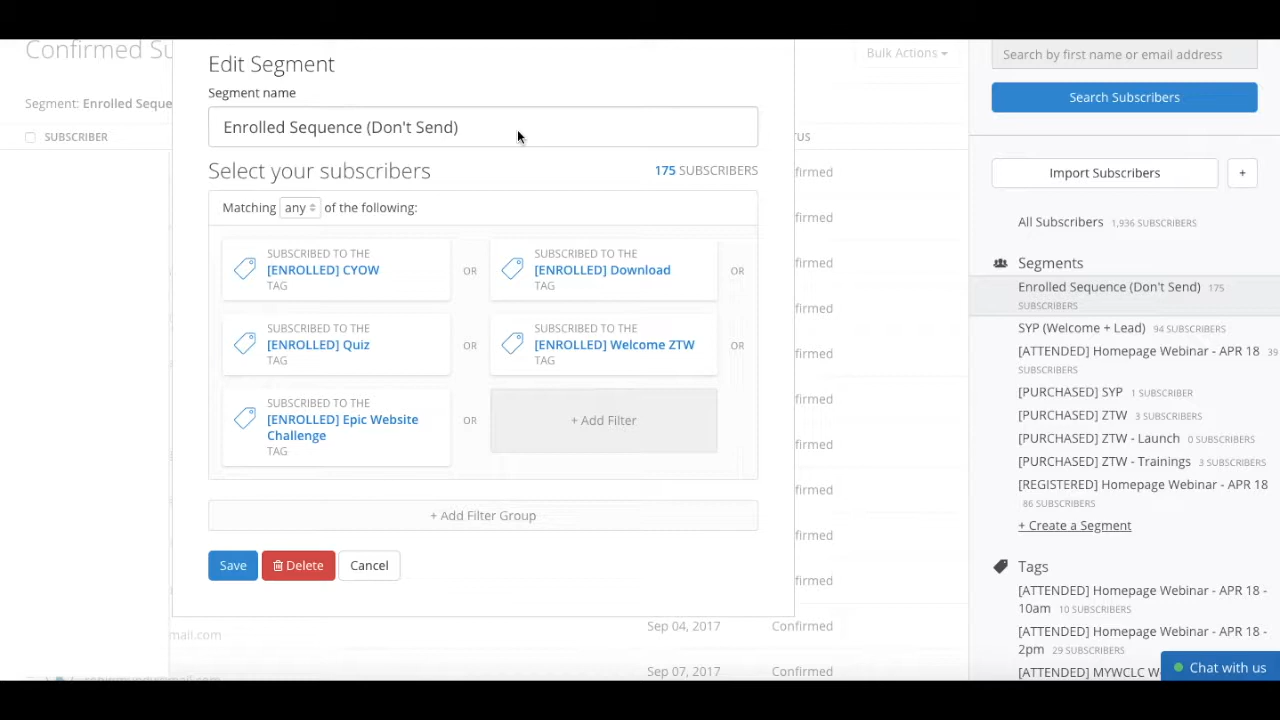 Confirmed Su
Bulk Actions
Segment: Enrolled Seque
SUBSCRIBER
TUS
firmed
firmed
firmed
firmed
firmed
firmed
firmed
firmed
firmed
firmed
mail.com
Sep 04, 2017
Confirmed
Sep 07, 2017
Confirmed
Edit Segment
Segment name
Enrolled Sequence (Don't Send)
Select your subscribers
175 SUBSCRIBERS
Matching any of the following:
SUBSCRIBED TO THE
[ENROLLED] CYOW
TAG
OR
SUBSCRIBED TO THE
[ENROLLED] Download
TAG
OR
SUBSCRIBED TO THE
[ENROLLED] Quiz
TAG
OR
SUBSCRIBED TO THE
[ENROLLED] Welcome ZTW
TAG
OR
SUBSCRIBED TO THE
[ENROLLED] Epic Website
Challenge
TAG
OR
+ Add Filter
+ Add Filter Group
Save
Delete
Cancel
Search by first name or email address
Search Subscribers
Import Subscribers
+
All Subscribers 1,936 SUBSCRIBERS
Segments
Enrolled Sequence (Don't Send) 175
SUBSCRIBERS
SYP (Welcome + Lead) 94 SUBSCRIBERS
[ATTENDED] Homepage Webinar - APR 18 39
SUBSCRIBERS
[PURCHASED] SYP 1 SUBSCRIBER
[PURCHASED] ZTW 3 SUBSCRIBERS
[PURCHASED] ZTW - Launch 0 SUBSCRIBERS
[PURCHASED] ZTW - Trainings 3 SUBSCRIBERS
[REGISTERED] Homepage Webinar - APR 18
86 SUBSCRIBERS
+ Create a Segment
Tags
[ATTENDED] Homepage Webinar - APR 18 -
10am 10 SUBSCRIBERS
[ATTENDED] Homepage Webinar - APR 18 -
2pm 29 SUBSCRIBERS
[ATTENDED] MYWCLC W
Chat with us